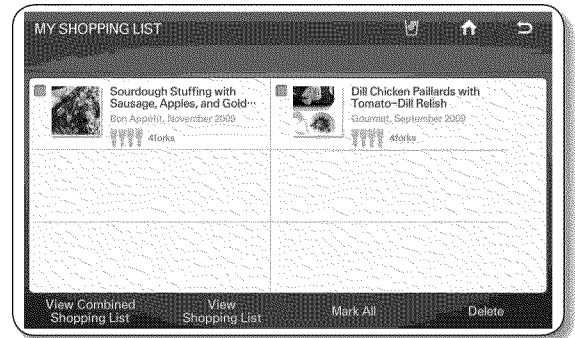 MY SHOPPING LIST
Sourdough Stuffing with
Sausage, Apples, and Gold…
Bon Appétit, November 2009
4forks
Dill Chicken Paillards with
Tomato-Dill Relish
Gourmet, September 2009
4forks
View Combined
Shopping List
View
Shopping List
Mark All
Delete